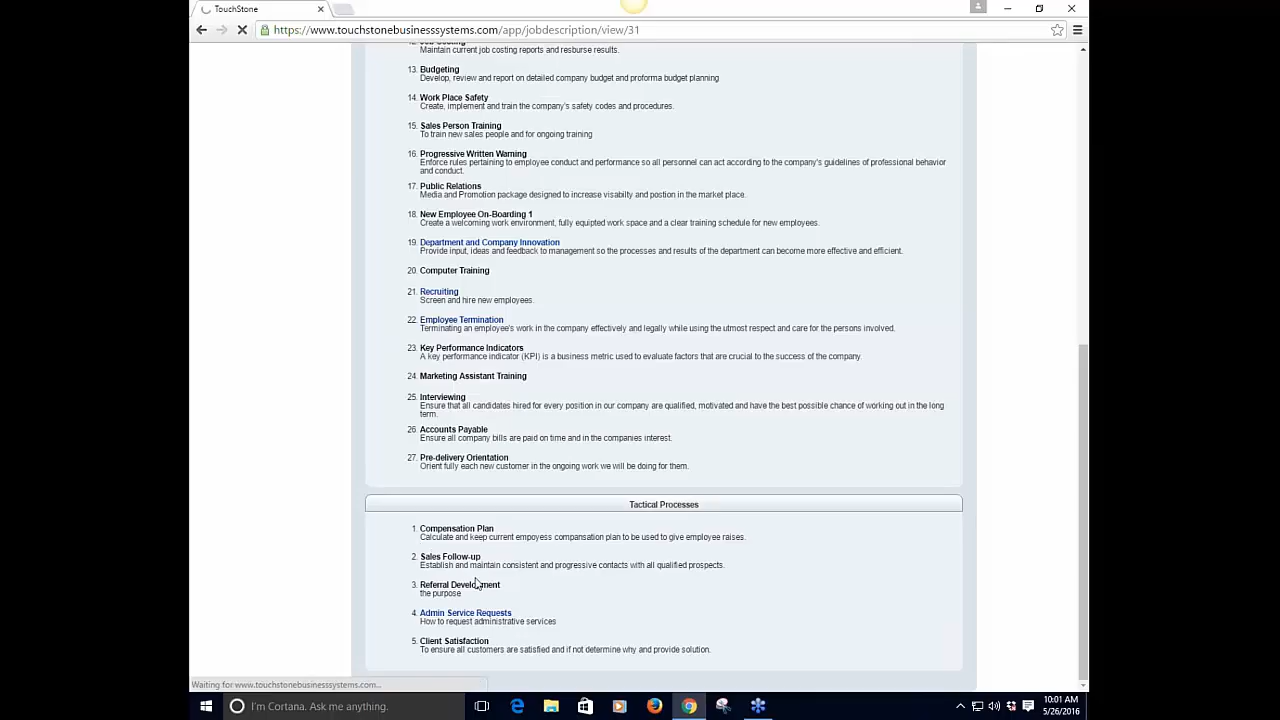 TouchStone
https://www.touchstonebusinesssystems.com/app/jobdescription/view/31
12. Job Costing
Maintain current job costing reports and resburse results.
13. Budgeting
Develop, review and report on detailed company budget and proforma budget planning
14. Work Place Safety
Create, implement and train the company's safety codes and procedures.
15. Sales Person Training
To train new sales people and for ongoing training
16. Progressive Written Warning
Enforce rules pertaining to employee conduct and performance so all personnel can act according to the company's guidelines of professional behavior
and conduct.
17. Public Relations
Media and Promotion package designed to increase visabilty and postion in the market place.
18. New Employee On-Boarding 1
Create a welcoming work environment, fully equipted work space and a clear training schedule for new employees.
19. Department and Company Innovation
Provide input, ideas and feedback to management so the processes and results of the department can become more effective and efficient.
20. Computer Training
21. Recruiting
Screen and hire new employees.
22. Employee Termination
Terminating an employee's work in the company effectively and legally while using the utmost respect and care for the persons involved.
23. Key Performance Indicators
A key performance indicator (KPI) is a business metric used to evaluate factors that are crucial to the success of the company.
24. Marketing Assistant Training
25. Interviewing
Ensure that all candidates hired for every position in our company are qualified, motivated and have the best possible chance of working out in the long
term.
26. Accounts Payable
Ensure all company bills are paid on time and in the companies interest.
27. Pre-delivery Orientation
Orient fully each new customer in the ongoing work we will be doing for them.
Tactical Processes
1. Compensation Plan
Calculate and keep current empoyess compansation plan to be used to give employee raises.
2. Sales Follow-up
Establish and maintain consistent and progressive contacts with all qualified prospects.
3. Referral Development
the purpose
4. Admin Service Requests
How to request administrative services
5. Client Satisfaction
To ensure all customers are satisfied and if not determine why and provide solution.
Waiting for www.touchstonebusinesssystems.com...
I'm Cortana. Ask me anything.
10:01 AM
5/26/2016